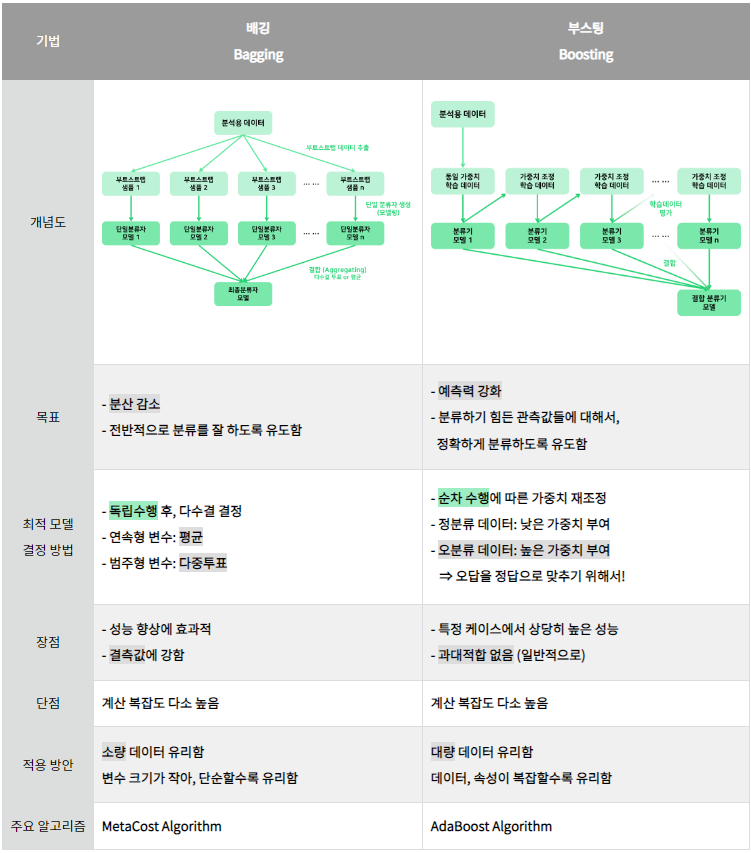 기법
배깅
Bagging
부스팅
Boosting
개념도
분석용 데이터
부트스트랩 데이터 추출
부트스트랩
샘플 1
부트스트랩
샘플 2
부트스트랩
샘플 3
... ...
부트스트랩
샘플 n
단일 분류자 생성
(모델링)
단일분류자
모델 1
단일분류자
모델 2
단일분류자
모델 3
... ...
단일분류자
모델 n
결합 (Aggregating)
다수결 투표 or 평균
최종분류자
모델
분석용 데이터
동일 가중치
학습 데이터
가중치 조정
학습 데이터
가중치 조정
학습 데이터
... ...
가중치 조정
학습 데이터
학습데이터
평가
분류기
모델 1
분류기
모델 2
분류기
모델 3
... ...
분류기
모델 n
결합
결합 분류기
모델
목표
- 분산 감소
- 전반적으로 분류를 잘 하도록 유도함
- 예측력 강화
- 분류하기 힘든 관측값들에 대해서,
정확하게 분류하도록 유도함
최적 모델
결정 방법
- 독립수행 후, 다수결 결정
- 연속형 변수: 평균
- 범주형 변수: 다중투표
- 순차 수행에 따른 가중치 재조정
- 정분류 데이터: 낮은 가중치 부여
- 오분류 데이터: 높은 가중치 부여
⇒ 오답을 정답으로 맞추기 위해서!
장점
- 성능 향상에 효과적
- 결측값에 강함
- 특정 케이스에서 상당히 높은 성능
- 과대적합 없음 (일반적으로)
단점
계산 복잡도 다소 높음
계산 복잡도 다소 높음
적용 방안
소량 데이터 유리함
변수 크기가 작아, 단순할수록 유리함
대량 데이터 유리함
데이터, 속성이 복잡할수록 유리함
주요 알고리즘
MetaCost Algorithm
AdaBoost Algorithm